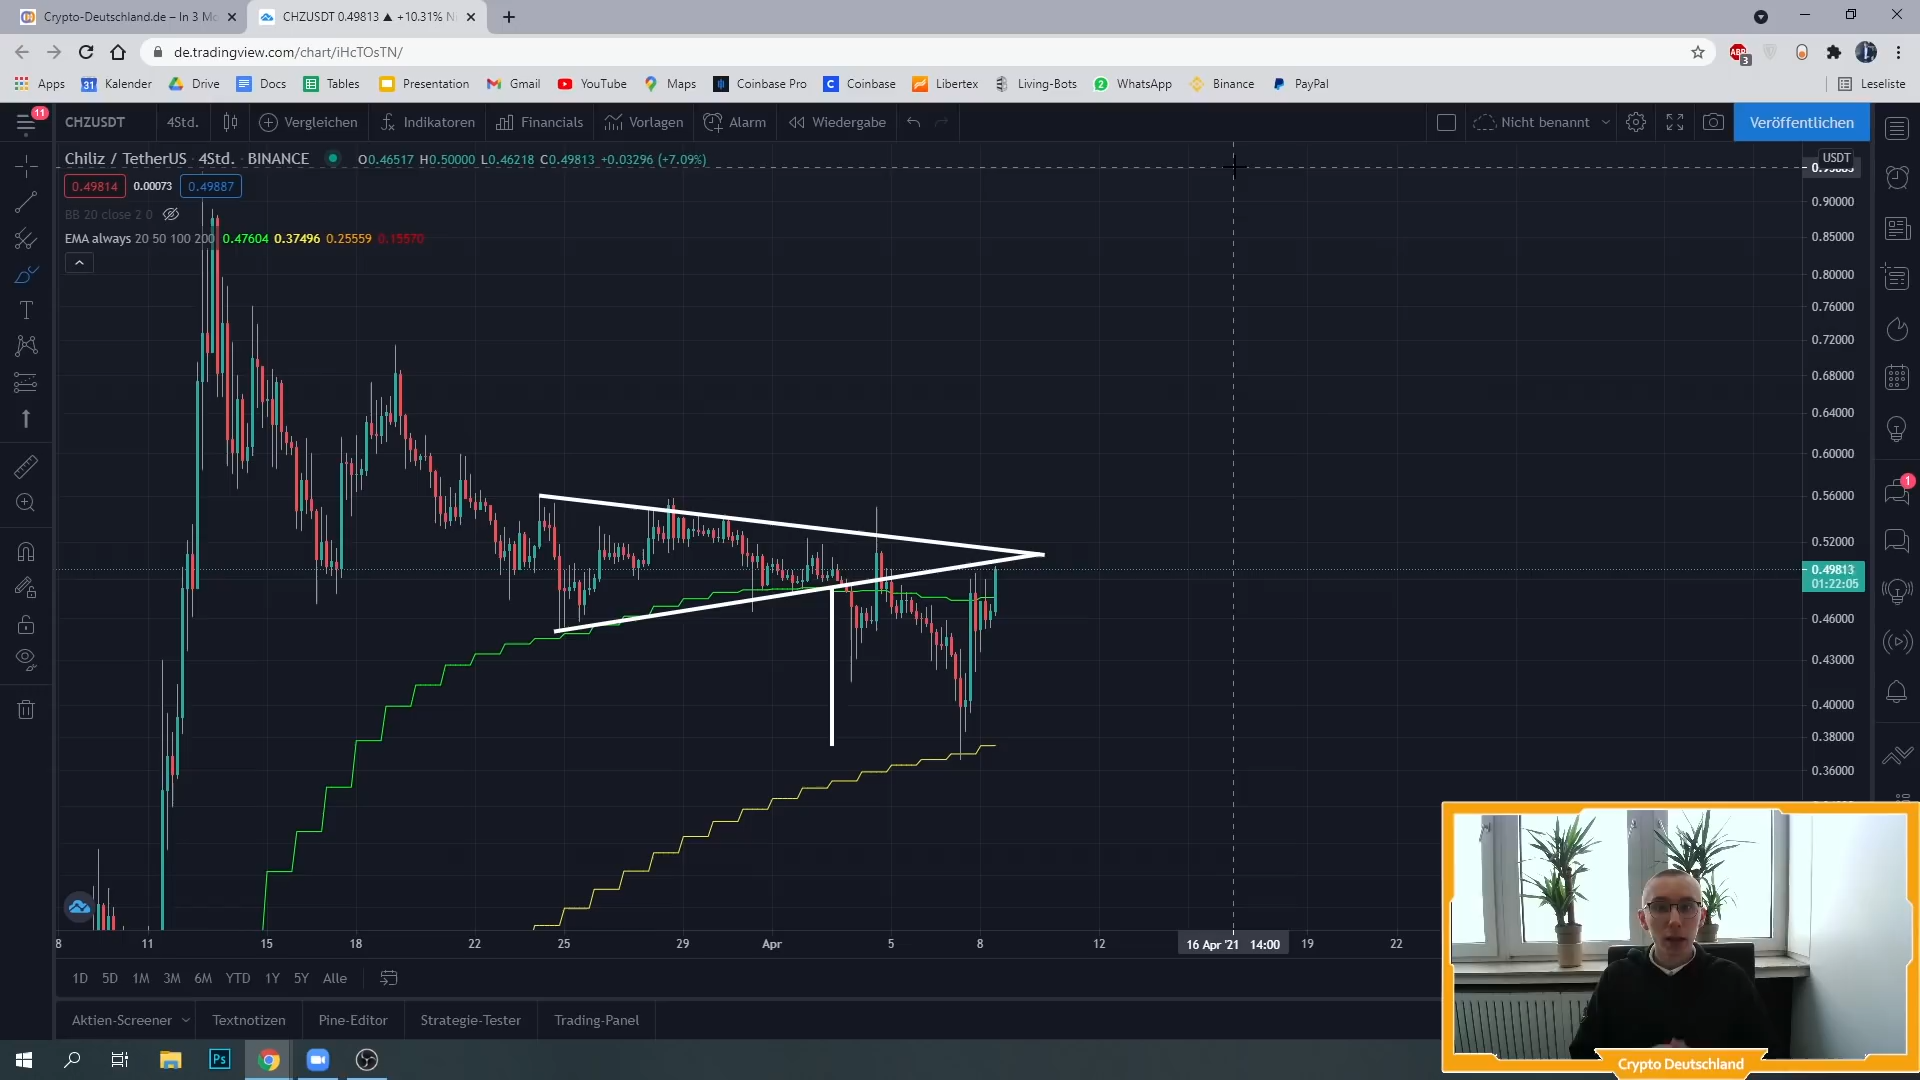 Crypto-Deutschland.de – In 3 Mo
CHZUSDT 0.49813 ▲ +10.31% N
de.tradingview.com/chart/iHcTOsTN/
ABP
3
Apps
31
Kalender
Drive
Docs
Tables
Presentation
Gmail
YouTube
Maps
Coinbase Pro
Coinbase
Libertex
Living-Bots
2
WhatsApp
Binance
PayPal
Leseliste
11
CHZUSDT
4Std.
Vergleichen
Indikatoren
Financials
Vorlagen
Alarm
Wiedergabe
Nicht benannt
Veröffentlichen
Chiliz / TetherUS · 4Std. · BINANCE
O0.46517 H0.50000 L0.46218 C0.49813 +0.03296 (+7.09%)
USDT
0.49814
0.00073
0.49887
BB 20 close 2 0
EMA always 20 50 100 200 0.47604 0.37496 0.25559 0.15570
0.90000
0.85000
0.80000
0.76000
0.72000
0.68000
0.64000
0.60000
0.56000
0.52000
0.49813
01:22:05
0.46000
0.43000
0.40000
0.38000
0.36000
1
8
11
15
18
22
25
29
Apr
5
8
12
16 Apr '21 14:00
19
22
1D
5D
1M
3M
6M
YTD
1Y
5Y
Alle
Aktien-Screener
Textnotizen
Pine-Editor
Strategie-Tester
Trading-Panel
Ps
Crypto Deutschland